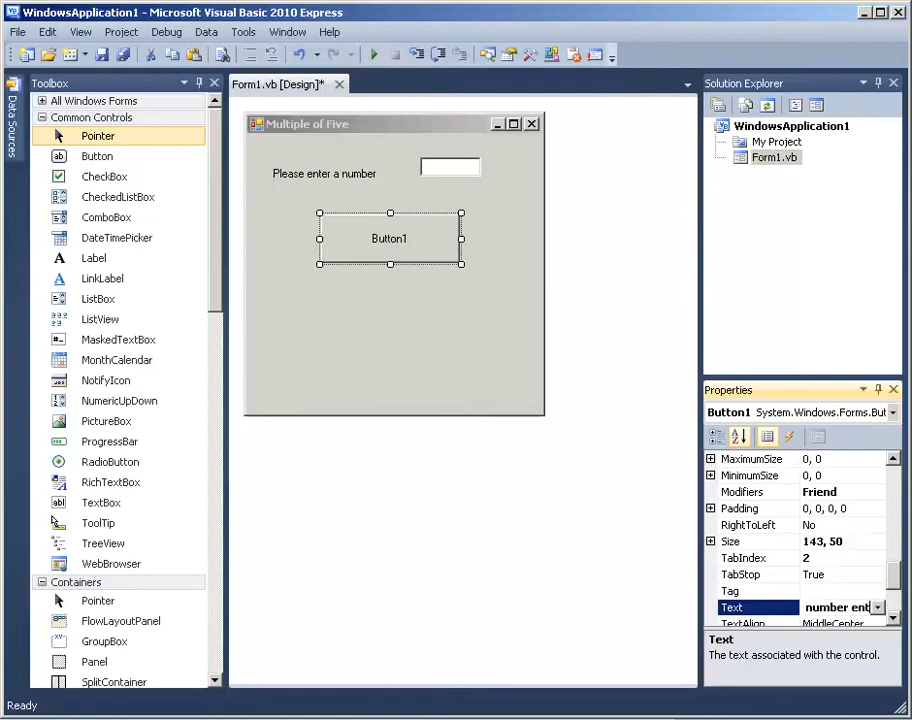 WindowsApplication1 - Microsoft Visual Basic 2010 Express
File Edit View Project Debug Data Tools Window Help
Data Sources
Toolbox
All Windows Forms
Common Controls
Pointer
Button
CheckBox
CheckedListBox
ComboBox
DateTimePicker
Label
LinkLabel
ListBox
ListView
MaskedTextBox
MonthCalendar
NotifyIcon
NumericUpDown
PictureBox
ProgressBar
RadioButton
RichTextBox
TextBox
ToolTip
TreeView
WebBrowser
Containers
Pointer
FlowLayoutPanel
GroupBox
Panel
SplitContainer
Form1.vb [Design]*
Multiple of Five
Please enter a number
Button1
Solution Explorer
WindowsApplication1
My Project
Form1.vb
Properties
Button1 System.Windows.Forms.But
MaximumSize 0, 0
MinimumSize 0, 0
Modifiers Friend
Padding 0, 0, 0, 0
RightToLeft No
Size 143, 50
TabIndex 2
TabStop True
Tag
Text number ent
TextAlign MiddleCenter
Text
The text associated with the control.
Ready